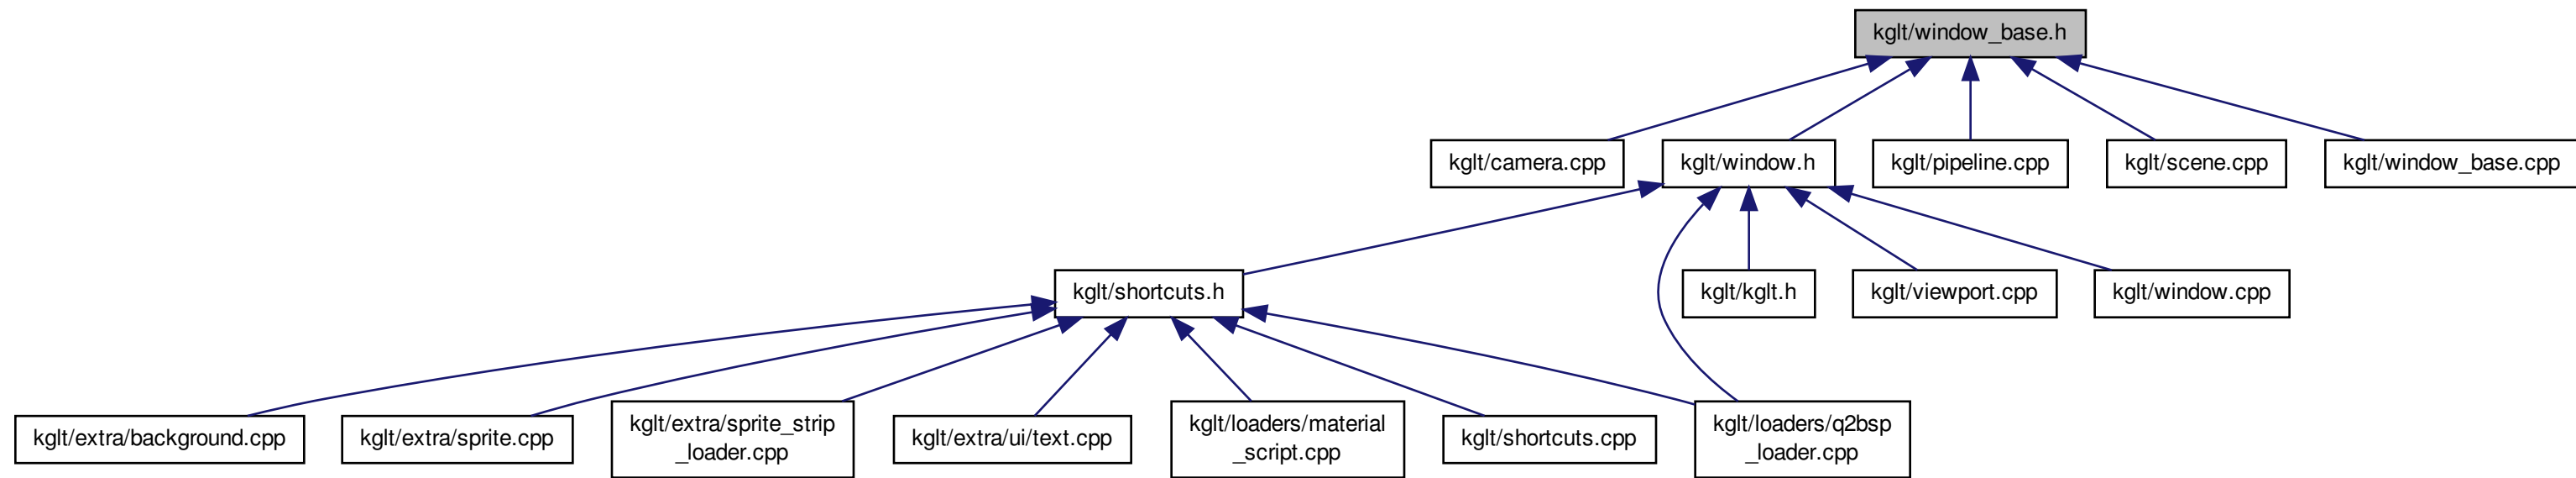 kglt/window_base.h
kglt/camera.cpp
kglt/window.h
kglt/pipeline.cpp
kglt/scene.cpp
kglt/window_base.cpp
kglt/shortcuts.h
kglt/kglt.h
kglt/viewport.cpp
kglt/window.cpp
kglt/extra/background.cpp
kglt/extra/sprite.cpp
kglt/extra/sprite_strip
_loader.cpp
kglt/extra/ui/text.cpp
kglt/loaders/material
_script.cpp
kglt/shortcuts.cpp
kglt/loaders/q2bsp
_loader.cpp